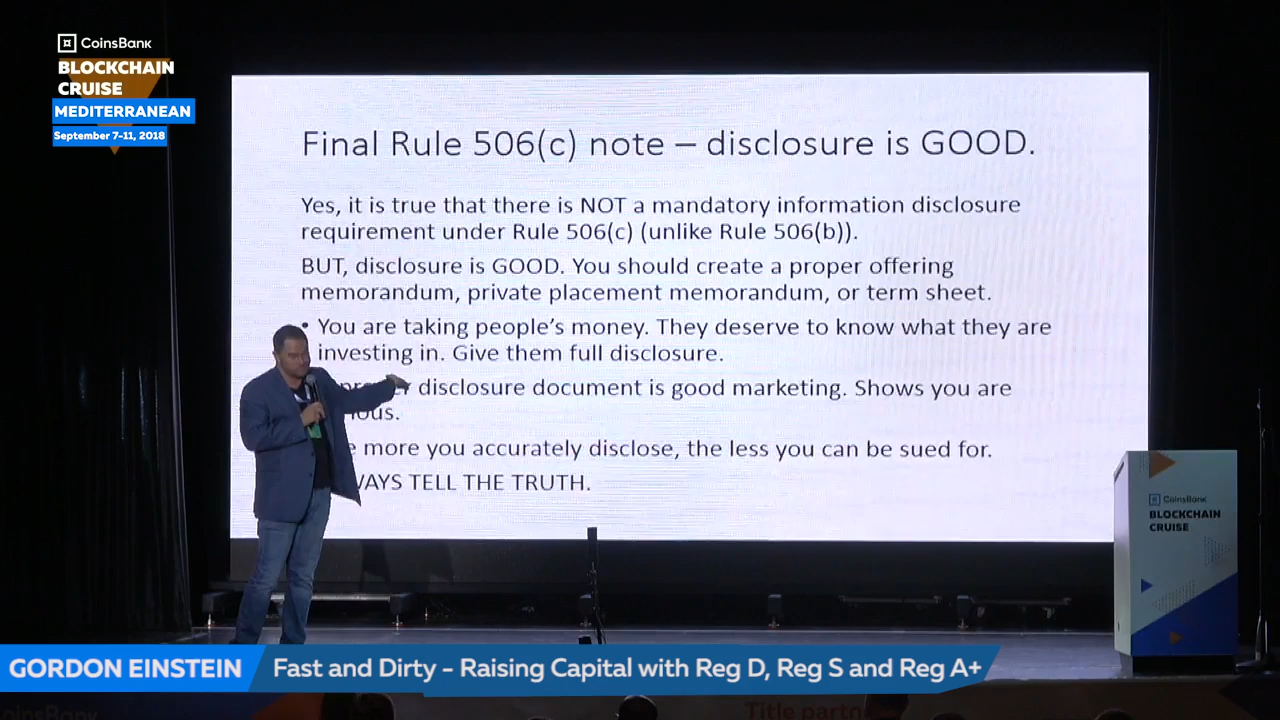 CoinsBank
BLOCKCHAIN
CRUISE
MEDITERRANEAN
September 7-11, 2018
Final Rule 506(c) note – disclosure is GOOD.
Yes, it is true that there is NOT a mandatory information disclosure
requirement under Rule 506(c) (unlike Rule 506(b)).
BUT, disclosure is GOOD. You should create a proper offering
memorandum, private placement memorandum, or term sheet.
• You are taking people's money. They deserve to know what they are
investing in. Give them full disclosure.
disclosure document is good marketing. Shows you are
more you accurately disclose, the less you can be sued for.
TELL THE TRUTH.
CoinsBank
BLOCKCHAIN
CRUISE
GORDON EINSTEIN
Fast and Dirty - Raising Capital with Reg D, Reg S and Reg A+
Title